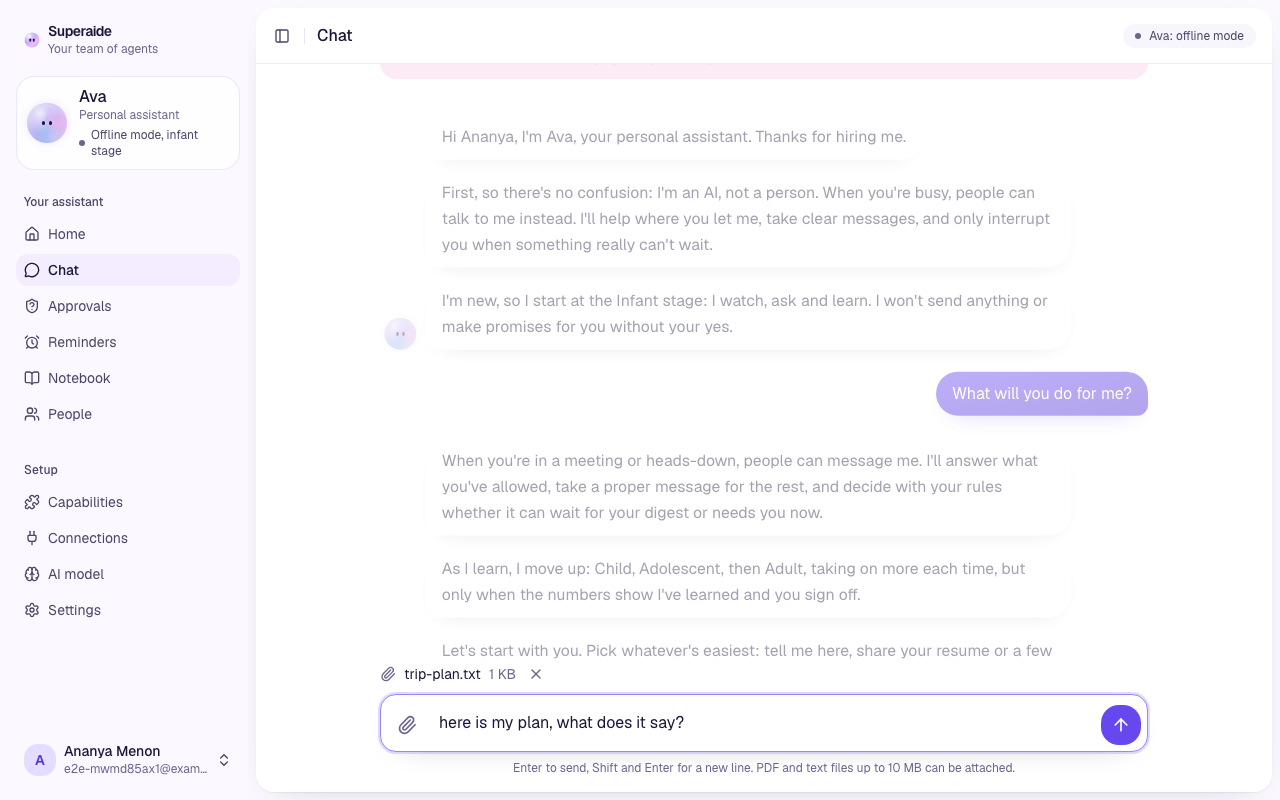 Superaide
Your team of agents
Ava
Personal assistant
Offline mode, infant
stage
Your assistant
Home
Chat
Approvals
Reminders
Notebook
People
Setup
Capabilities
Connections
AI model
Settings
A
Ananya Menon
e2e-mwmd85ax1@exam...
Chat
Ava: offline mode
Hi Ananya, I'm Ava, your personal assistant. Thanks for hiring me.
First, so there's no confusion: I'm an AI, not a person. When you're busy, people can
talk to me instead. I'll help where you let me, take clear messages, and only interrupt
you when something really can't wait.
I'm new, so I start at the Infant stage: I watch, ask and learn. I won't send anything or
make promises for you without your yes.
What will you do for me?
When you're in a meeting or heads-down, people can message me. I'll answer what
you've allowed, take a proper message for the rest, and decide with your rules
whether it can wait for your digest or needs you now.
As I learn, I move up: Child, Adolescent, then Adult, taking on more each time, but
only when the numbers show I've learned and you sign off.
Let's start with you. Pick whatever's easiest: tell me here, share your resume or a few
trip-plan.txt 1 KB
here is my plan, what does it say?
Enter to send, Shift and Enter for a new line. PDF and text files up to 10 MB can be attached.